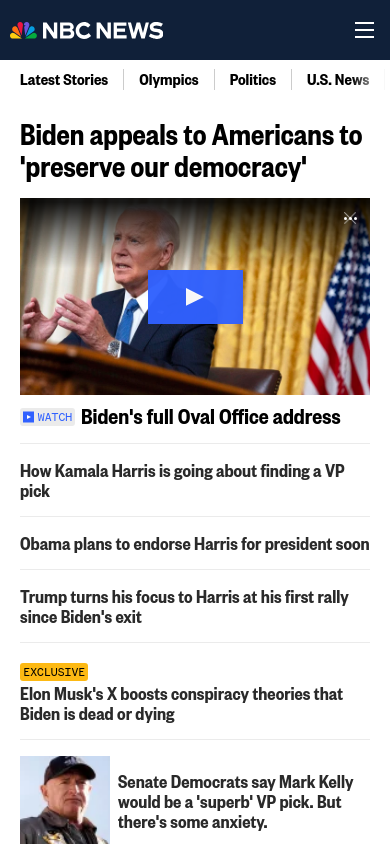 NBC NEWS
Latest Stories
Olympics
Politics
U.S. News
Biden appeals to Americans to
'preserve our democracy'
WATCH
Biden's full Oval Office address
How Kamala Harris is going about finding a VP
pick
Obama plans to endorse Harris for president soon
Trump turns his focus to Harris at his first rally
since Biden's exit
EXCLUSIVE
Elon Musk's X boosts conspiracy theories that
Biden is dead or dying
Senate Democrats say Mark Kelly
would be a 'superb' VP pick. But
there's some anxiety.